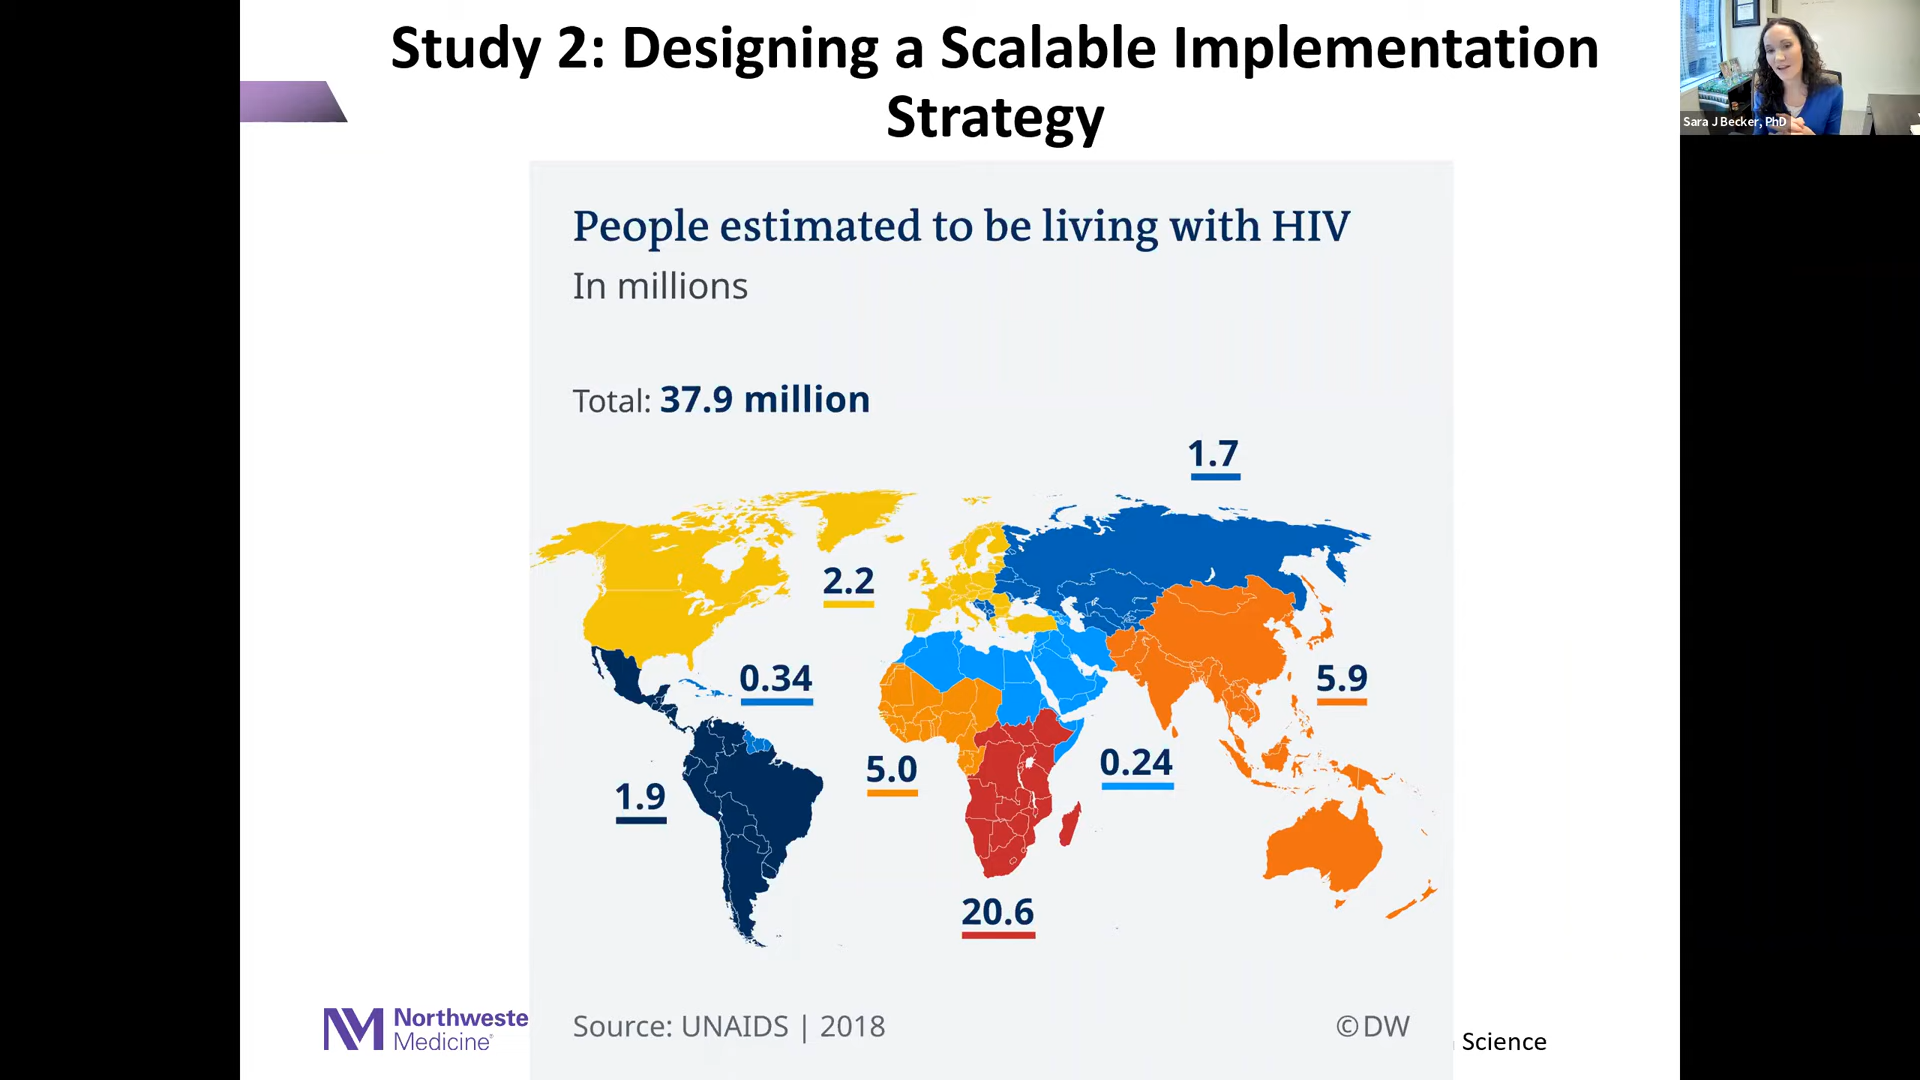 Study 2: Designing a Scalable Implementation
Strategy
Sara J Becker, PhD
People estimated to be living with HIV
In millions
Total: 37.9 million
1.7
2.2
0.34
5.9
5.0
0.24
1.9
20.6
Northweste
Medicine
Source: UNAIDS | 2018
©DW
Science